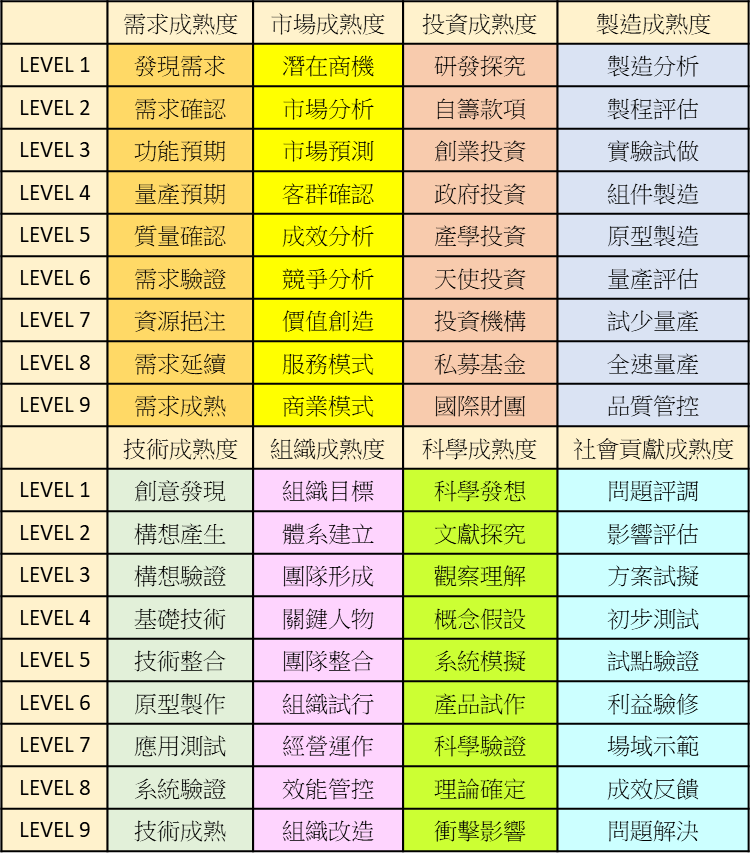 需求成熟度 市場成熟度 投資成熟度 製造成熟度
LEVEL 1 發現需求 潛在商機 研發探究 製造分析
LEVEL 2 需求確認 市場分析 自籌款項 製程評估
LEVEL 3 功能預期 市場預測 創業投資 實驗試做
LEVEL 4 量產預期 客群確認 政府投資 組件製造
LEVEL 5 質量確認 成效分析 產學投資 原型製造
LEVEL 6 需求驗證 競爭分析 天使投資 量產評估
LEVEL 7 資源挹注 價值創造 投資機構 試少量產
LEVEL 8 需求延續 服務模式 私募基金 全速量產
LEVEL 9 需求成熟 商業模式 國際財團 品質管控
技術成熟度 組織成熟度 科學成熟度 社會貢獻成熟度
LEVEL 1 創意發現 組織目標 科學發想 問題評調
LEVEL 2 構想產生 體系建立 文獻探究 影響評估
LEVEL 3 構想驗證 團隊形成 觀察理解 方案試擬
LEVEL 4 基礎技術 關鍵人物 概念假設 初步測試
LEVEL 5 技術整合 團隊整合 系統模擬 試點驗證
LEVEL 6 原型製作 組織試行 產品試作 利益驗修
LEVEL 7 應用測試 經營運作 科學驗證 場域示範
LEVEL 8 系統驗證 效能管控 理論確定 成效反饋
LEVEL 9 技術成熟 組織改造 衝擊影響 問題解決